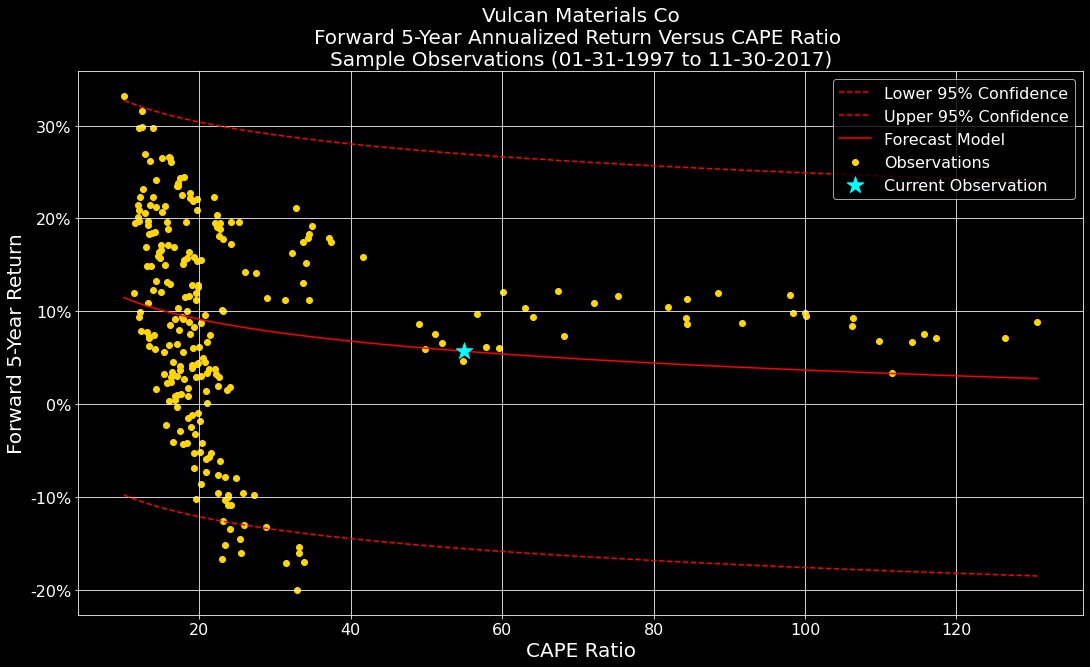 Vulcan Materials Co
Forward 5-Year Annualized Return Versus CAPE Ratio
Sample Observations (01-31-1997 to 11-30-2017)
Lower 95% Confidence
Upper 95% Confidence
Forecast Model
Observations
Current Observation
Forward 5-Year Return
30%
20%
10%
0%
-10%
-20%
20 40 60 80 100 120
CAPE Ratio